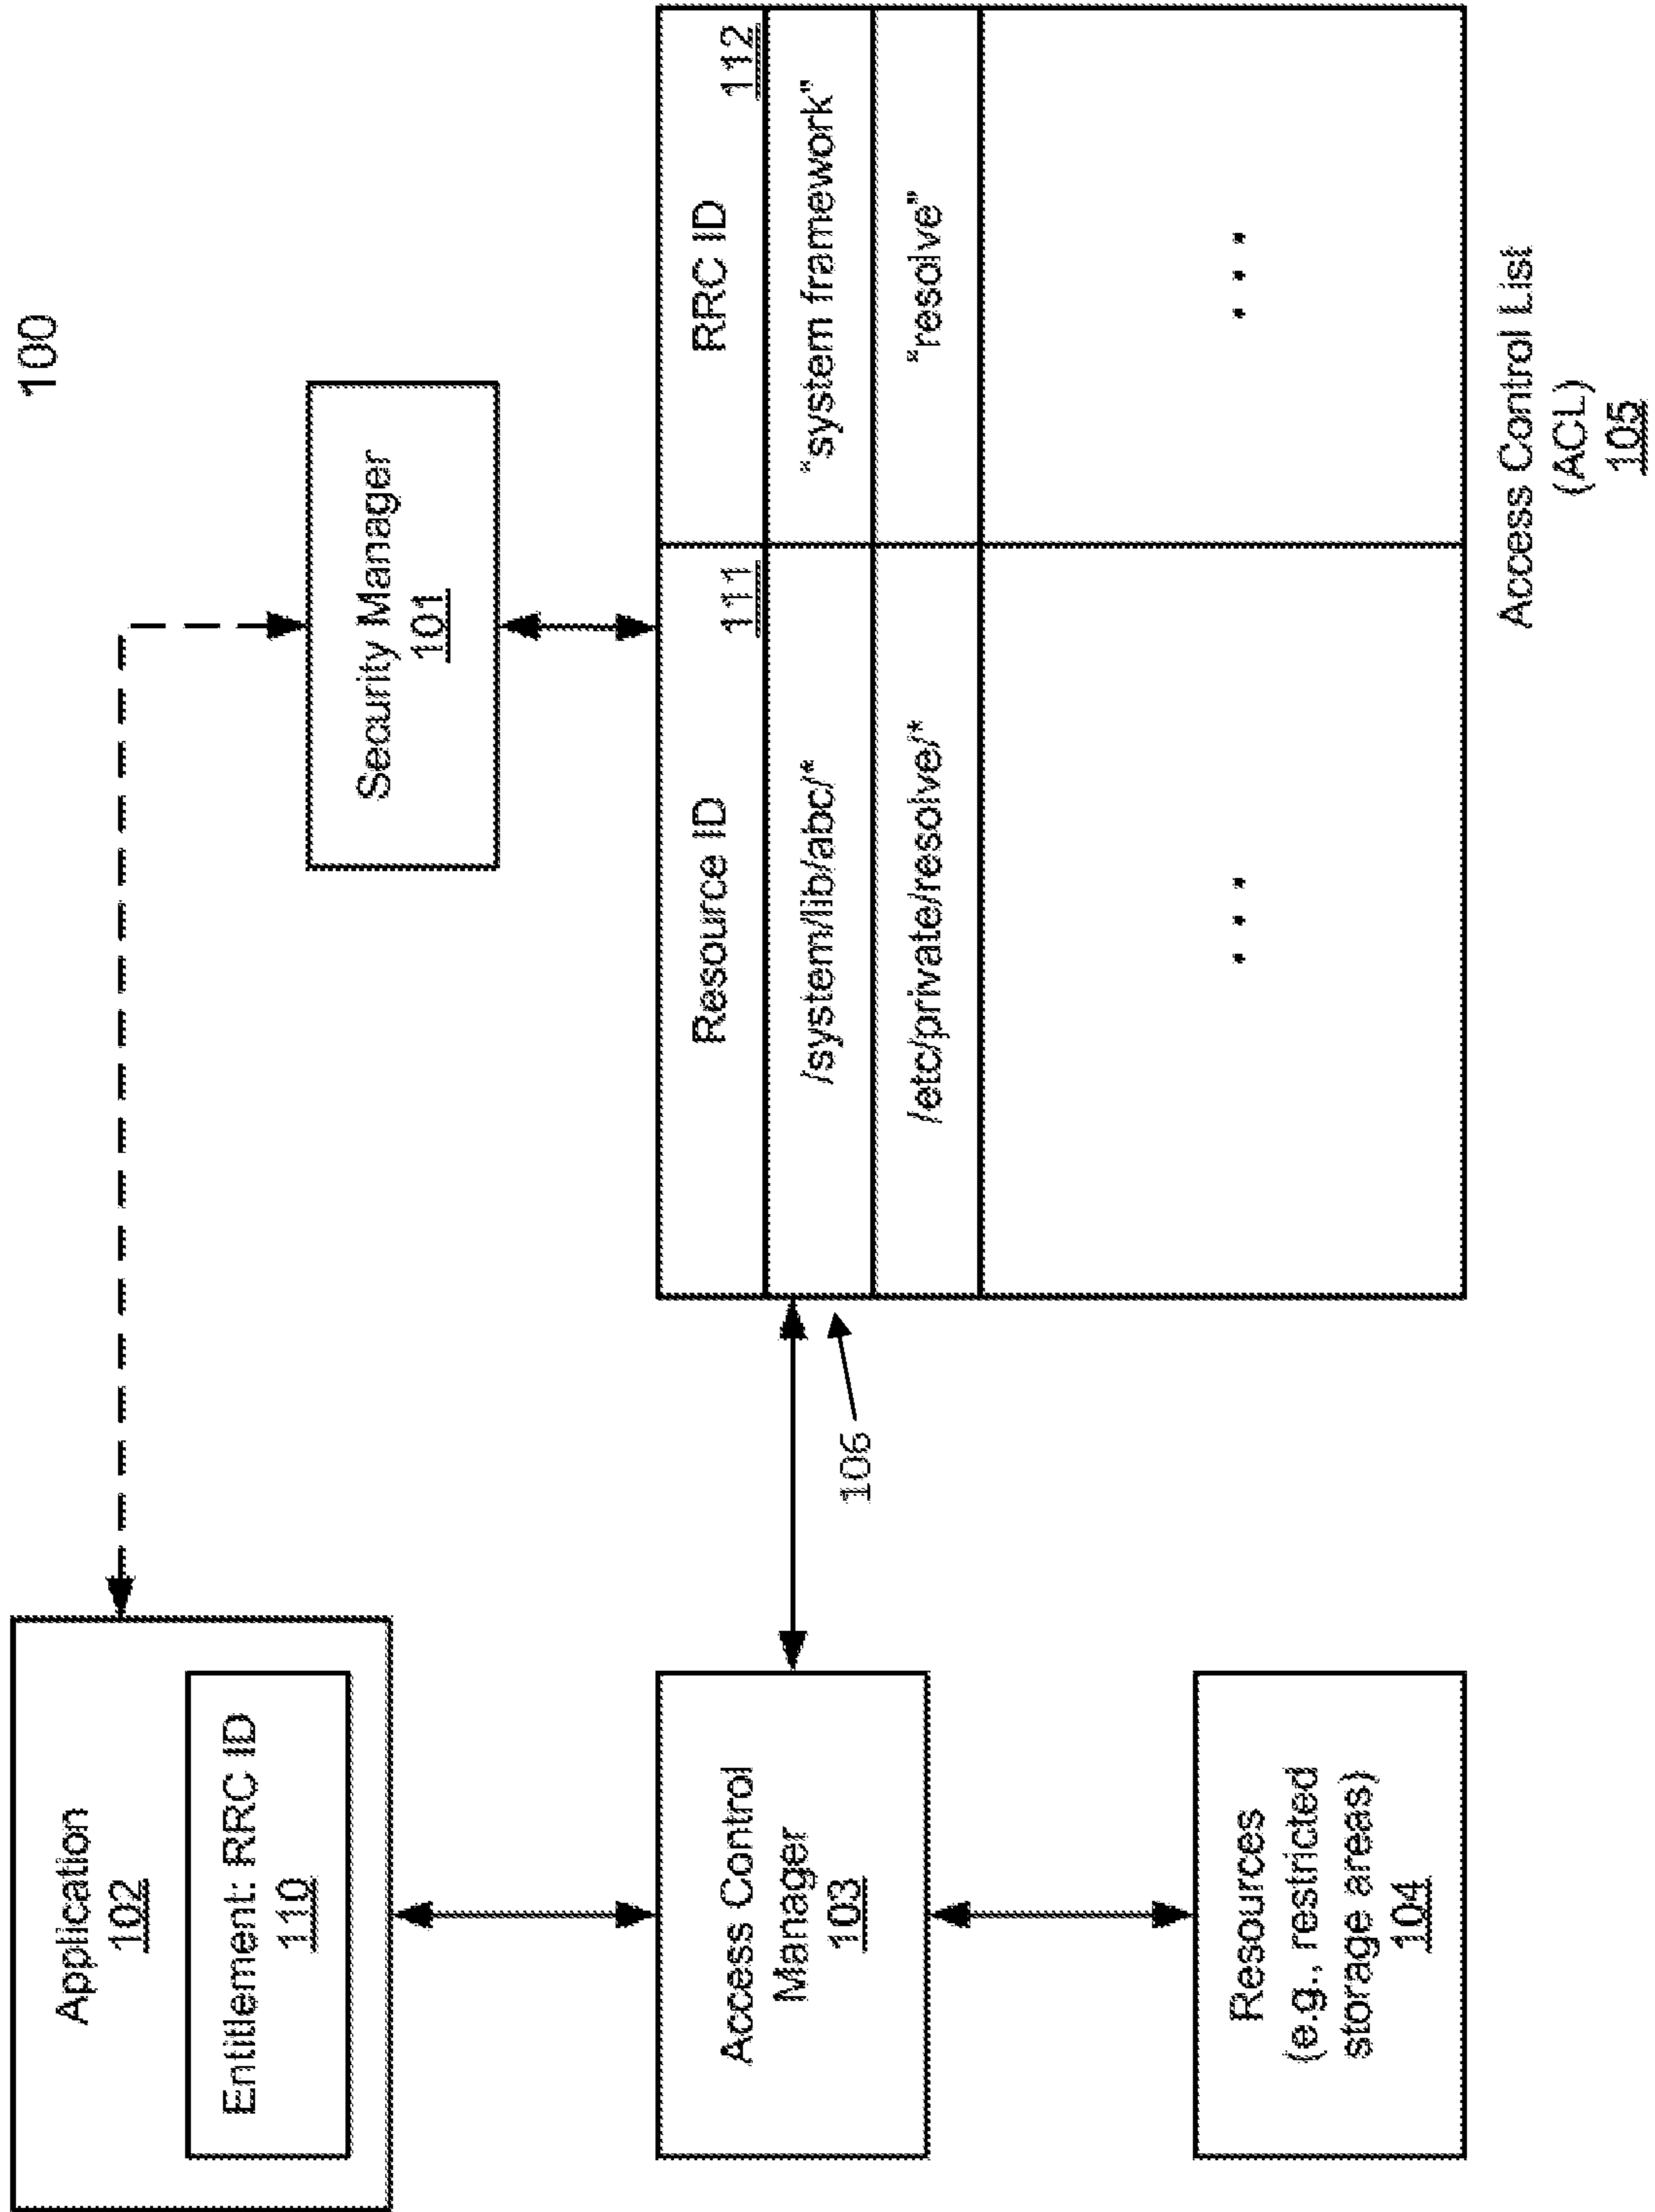 100
Application
102
Entitlement: RRC ID
110
Security Manager
101
Access Control
Manager
103
106
Resource ID
111
RRC ID
112
/system/lib/abc/*
"system framework"
/etc/private/resolve/*
"resolve"
. . .
. . .
Resources
(e.g., restricted
storage areas)
104
Access Control List
(ACL)
105